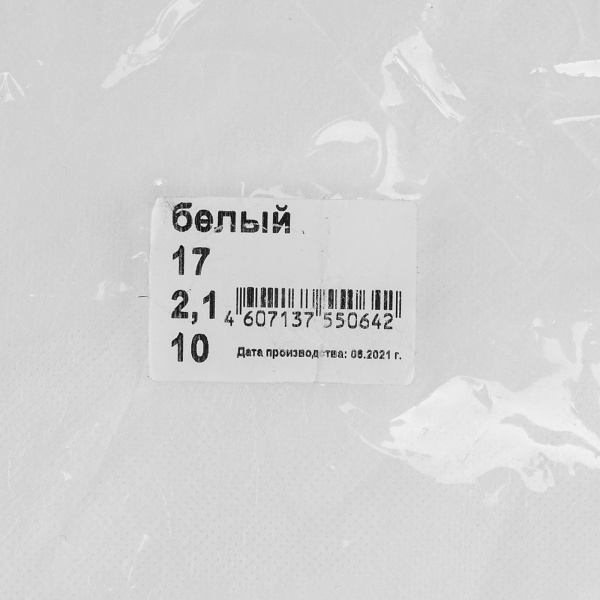 белый
17
2,1
4 607137 550642
10
Дата производства: 06.2021 г.